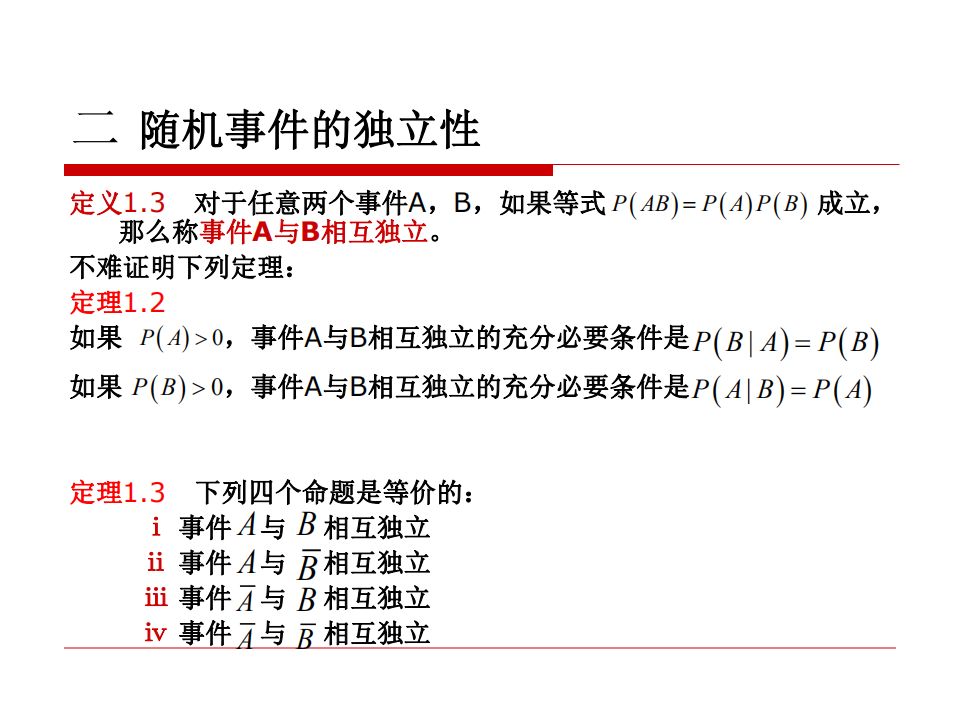 二 随机事件的独立性
定义1.3 对于任意两个事件A，B，如果等式 P(AB)=P(A)P(B) 成立，
那么称事件A与B相互独立。
不难证明下列定理：
定理1.2
如果 P(A)>0，事件A与B相互独立的充分必要条件是P(B|A)=P(B)
如果 P(B)>0，事件A与B相互独立的充分必要条件是P(A|B)=P(A)
定理1.3 下列四个命题是等价的：
ⅰ 事件 A 与 B 相互独立
ⅱ 事件 A 与 B̅ 相互独立
ⅲ 事件 A̅ 与 B 相互独立
ⅳ 事件 A̅ 与 B̅ 相互独立